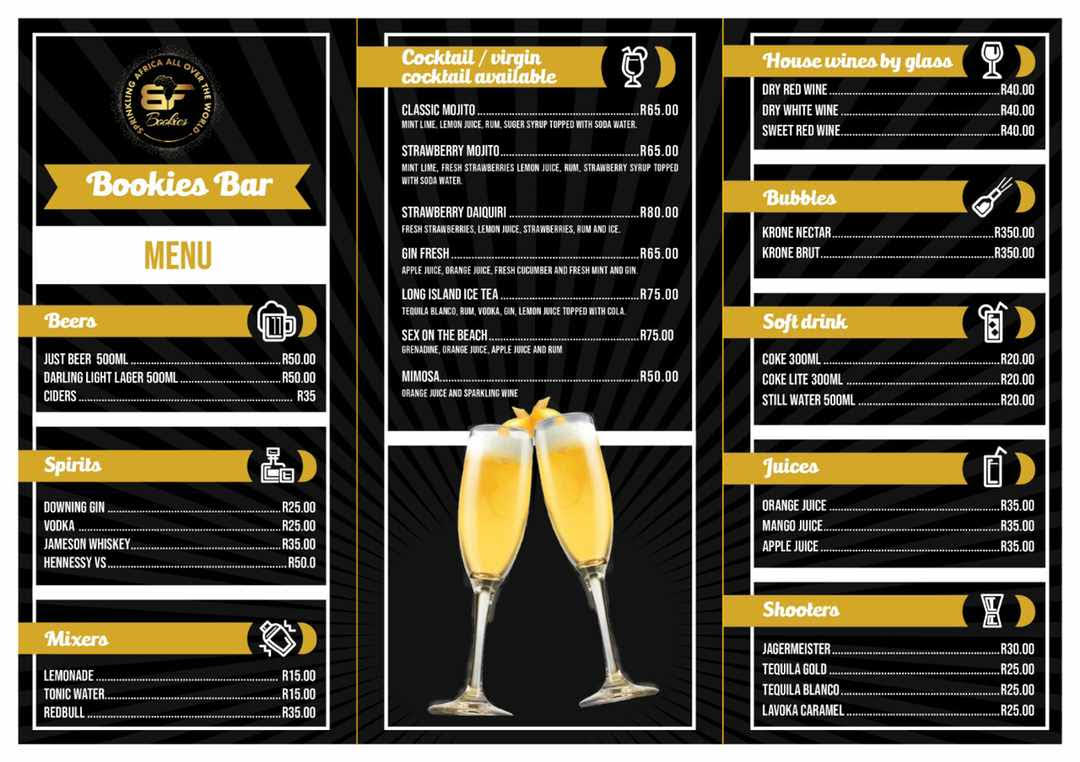 SPRINKLING AFRICA ALL OVER THE WORLD
BF
Bookies
Bookies Bar
MENU
Beers
JUST BEER 500ML R50.00
DARLING LIGHT LAGER 500ML R50.00
CIDERS R35
Spirits
DOWNING GIN R25.00
VODKA R25.00
JAMESON WHISKEY R35.00
HENNESSY VS R50.0
Mixers
LEMONADE R15.00
TONIC WATER R15.00
REDBULL R35.00
Cocktail / virgin
cocktail available
CLASSIC MOJITO R65.00
MINT LIME, LEMON JUICE, RUM, SUGER SYRUP TOPPED WITH SODA WATER.
STRAWBERRY MOJITO R65.00
MINT LIME, FRESH STRAWBERRIES LEMON JUICE, RUM, STRAWBERRY SYRUP TOPPED
WITH SODA WATER.
STRAWBERRY DAIQUIRI R80.00
FRESH STRAWBERRIES, LEMON JUICE, STRAWBERRIES, RUM AND ICE.
GIN FRESH R65.00
APPLE JUICE, ORANGE JUICE, FRESH CUCUMBER AND FRESH MINT AND GIN.
LONG ISLAND ICE TEA R75.00
TEQUILA BLANCO, RUM, VODKA, GIN, LEMON JUICE TOPPED WITH COLA.
SEX ON THE BEACH R75.00
GRENADINE, ORANGE JUICE, APPLE JUICE AND RUM
MIMOSA R50.00
ORANGE JUICE AND SPARKLING WINE
House wines by glass
DRY RED WINE R40.00
DRY WHITE WINE R40.00
SWEET RED WINE R40.00
Bubbles
KRONE NECTAR R350.00
KRONE BRUT R350.00
Soft drink
COKE 300ML R20.00
COKE LITE 300ML R20.00
STILL WATER 500ML R20.00
Juices
ORANGE JUICE R35.00
MANGO JUICE R35.00
APPLE JUICE R35.00
Shooters
JAGERMEISTER R30.00
TEQUILA GOLD R25.00
TEQUILA BLANCO R25.00
LAVOKA CARAMEL R25.00